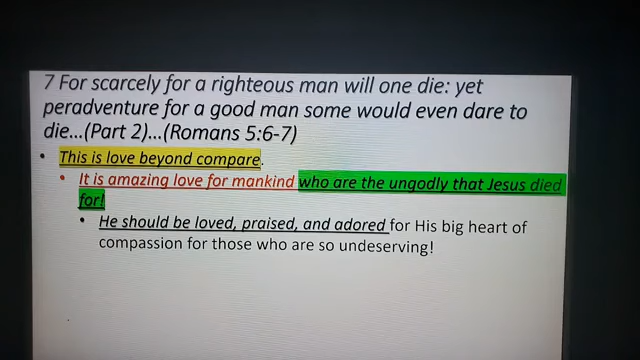 7 For scarcely for a righteous man will one die: yet
peradventure for a good man some would even dare to
die...(Part 2)...(Romans 5:6-7)
• This is love beyond compare.
• It is amazing love for mankind who are the ungodly that Jesus died
for!
• He should be loved, praised, and adored for His big heart of
compassion for those who are so undeserving!